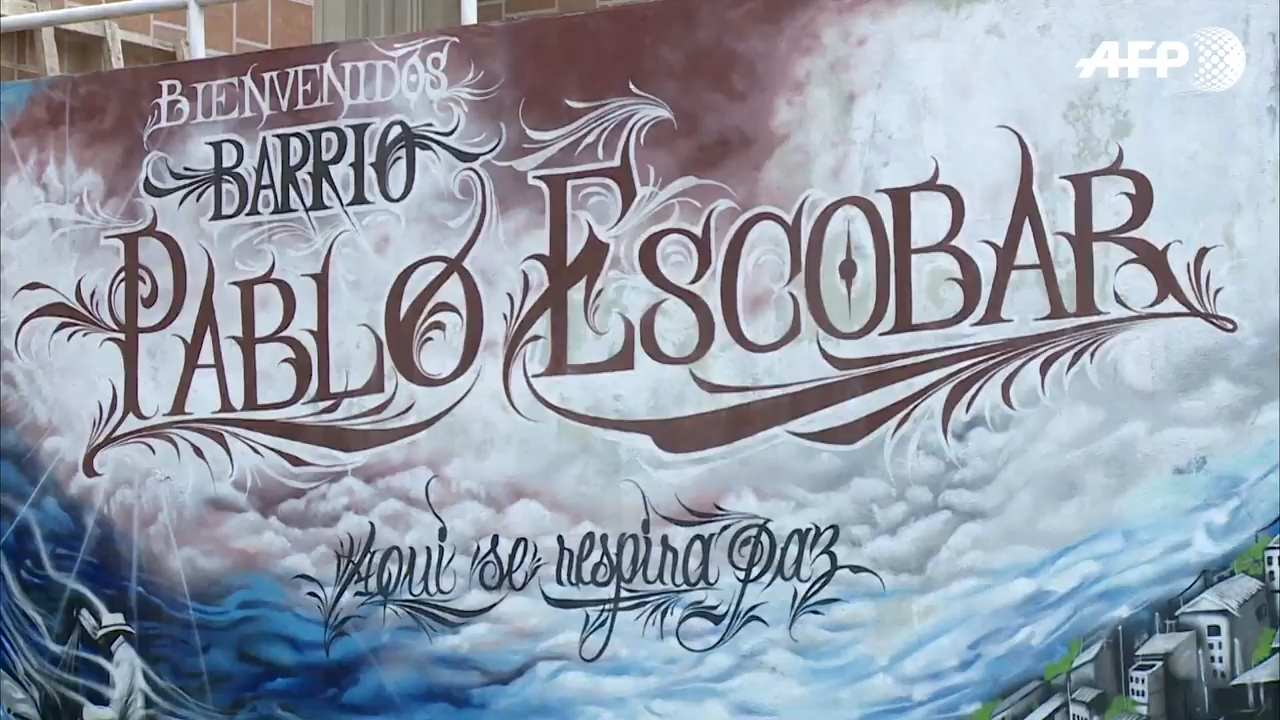 AFP
BIENVENIDOS
BARRIO
PABLO ESCOBAR
Aqui se respira paz